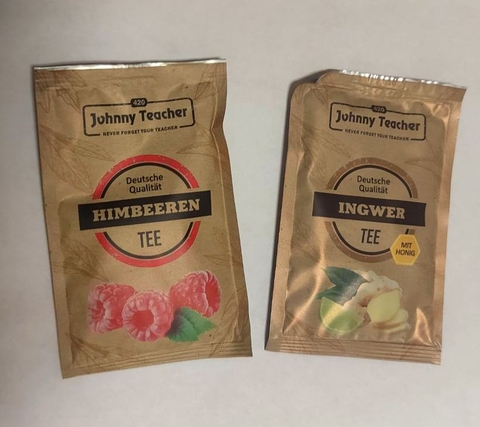 420
Johnny Teacher
NEVER FORGET YOUR TEACHER
Deutsche
Qualität
HIMBEEREN
TEE
420
Johnny Teacher
NEVER FORGET YOUR TEACHER
Deutsche
Qualität
INGWER
TEE
MIT
HONIG